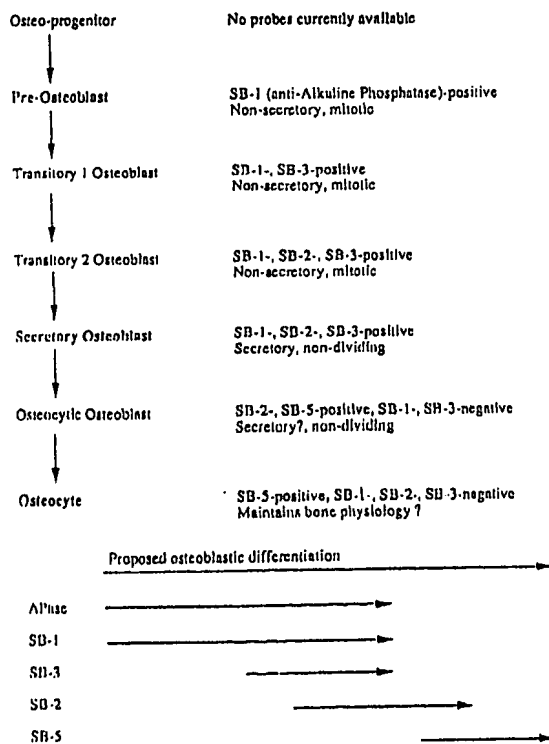 Osteo-progenitor No probes currently available
Pre-Osteoblast SB-1 (anti-Alkuline Phosphatase)-positive
Non-secretory, mitotic
Transitory 1 Osteoblast SB-1-, SB-3-positive
Non-secretory, mitotic
Transitory 2 Osteoblast SB-1-, SB-2-, SB-3-positive
Non-secretory, mitotic
Secretory Osteoblast SB-1-, SB-2-, SB-3-positive
Secretory, non-dividing
Osteocytic Osteoblast SB-2-, SB-5-positive, SB-1-, SB-3-negative
Secretory?, non-dividing
Osteocyte SB-5-positive, SB-1-, SB-2-, SB-3-negative
Maintains bone physiology ?
Proposed osteoblastic differentiation
APase
SB-1
SB-3
SB-2
SB-5